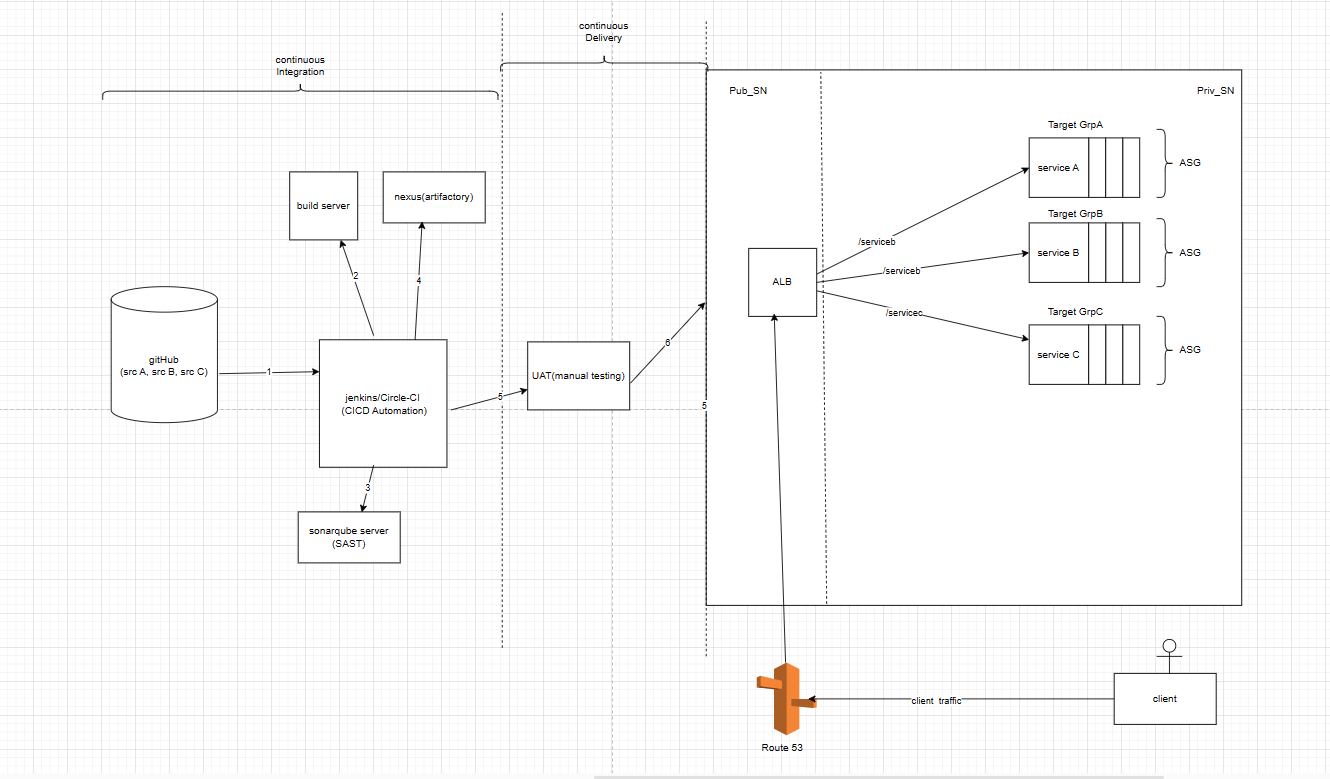 continuous
Delivery
continuous
Integration
Pub_SN
Priv_SN
Target GrpA
service A
ASG
build server
nexus(artifactory)
Target GrpB
/serviceb
service B
ASG
/serviceb
2
4
ALB
Target GrpC
/servicec
service C
ASG
gitHub
(src A, src B, src C)
1
6
UAT(manual testing)
jenkins/Circle-CI
(CICD Automation)
5
5
3
sonarqube server
(SAST)
client traffic
client
Route 53